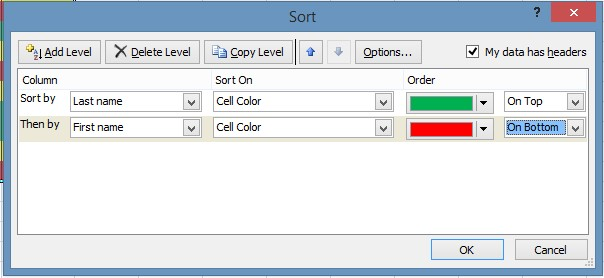 Sort
? ×
Add Level Delete Level Copy Level Options... My data has headers
Column Sort On Order
Sort by Last name Cell Color On Top
Then by First name Cell Color On Bottom
OK Cancel